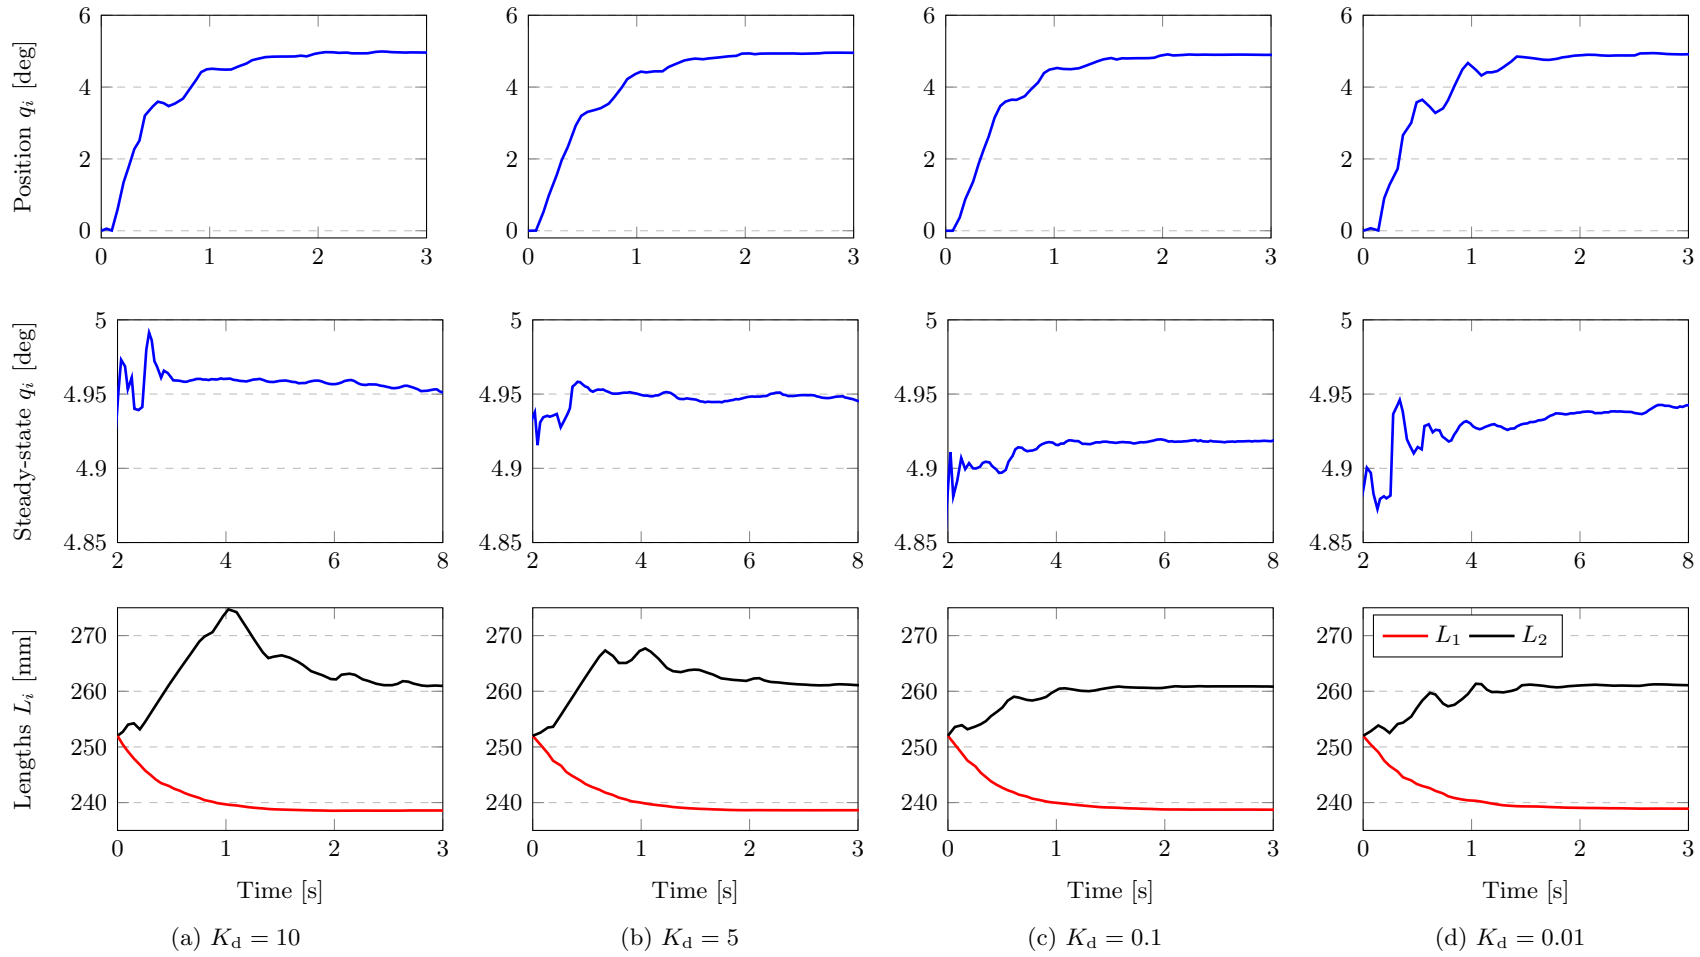 Position q_i [deg]
6
4
2
0
0 1 2 3
6
4
2
0
0 1 2 3
6
4
2
0
0 1 2 3
6
4
2
0
0 1 2 3
Steady-state q_i [deg]
5
4.95
4.9
4.85
2 4 6 8
5
4.95
4.9
4.85
2 4 6 8
5
4.95
4.9
4.85
2 4 6 8
5
4.95
4.9
4.85
2 4 6 8
Lengths L_i [mm]
270
260
250
240
0 1 2 3
Time [s]
(a) K_d = 10
270
260
250
240
0 1 2 3
Time [s]
(b) K_d = 5
270
260
250
240
0 1 2 3
Time [s]
(c) K_d = 0.1
L_1 L_2
270
260
250
240
0 1 2 3
Time [s]
(d) K_d = 0.01